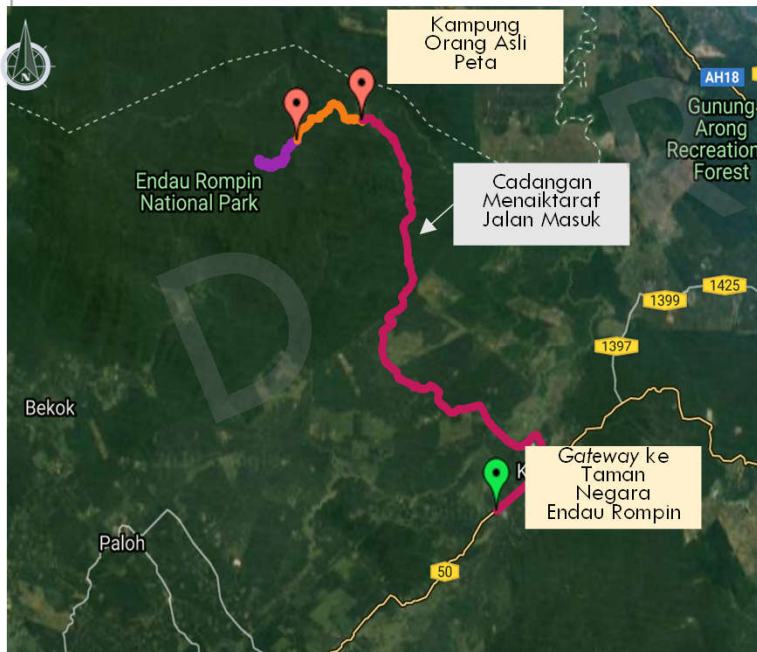 N
Kampung
Orang Asli
Peta
AH18
Gunung
Arong
Recreation
Forest
Endau Rompin
National Park
Cadangan
Menaiktaraf
Jalan Masuk
1425
1399
1397
Bekok
K
Gateway ke
Taman
Negara
Endau Rompin
Paloh
50
D
R